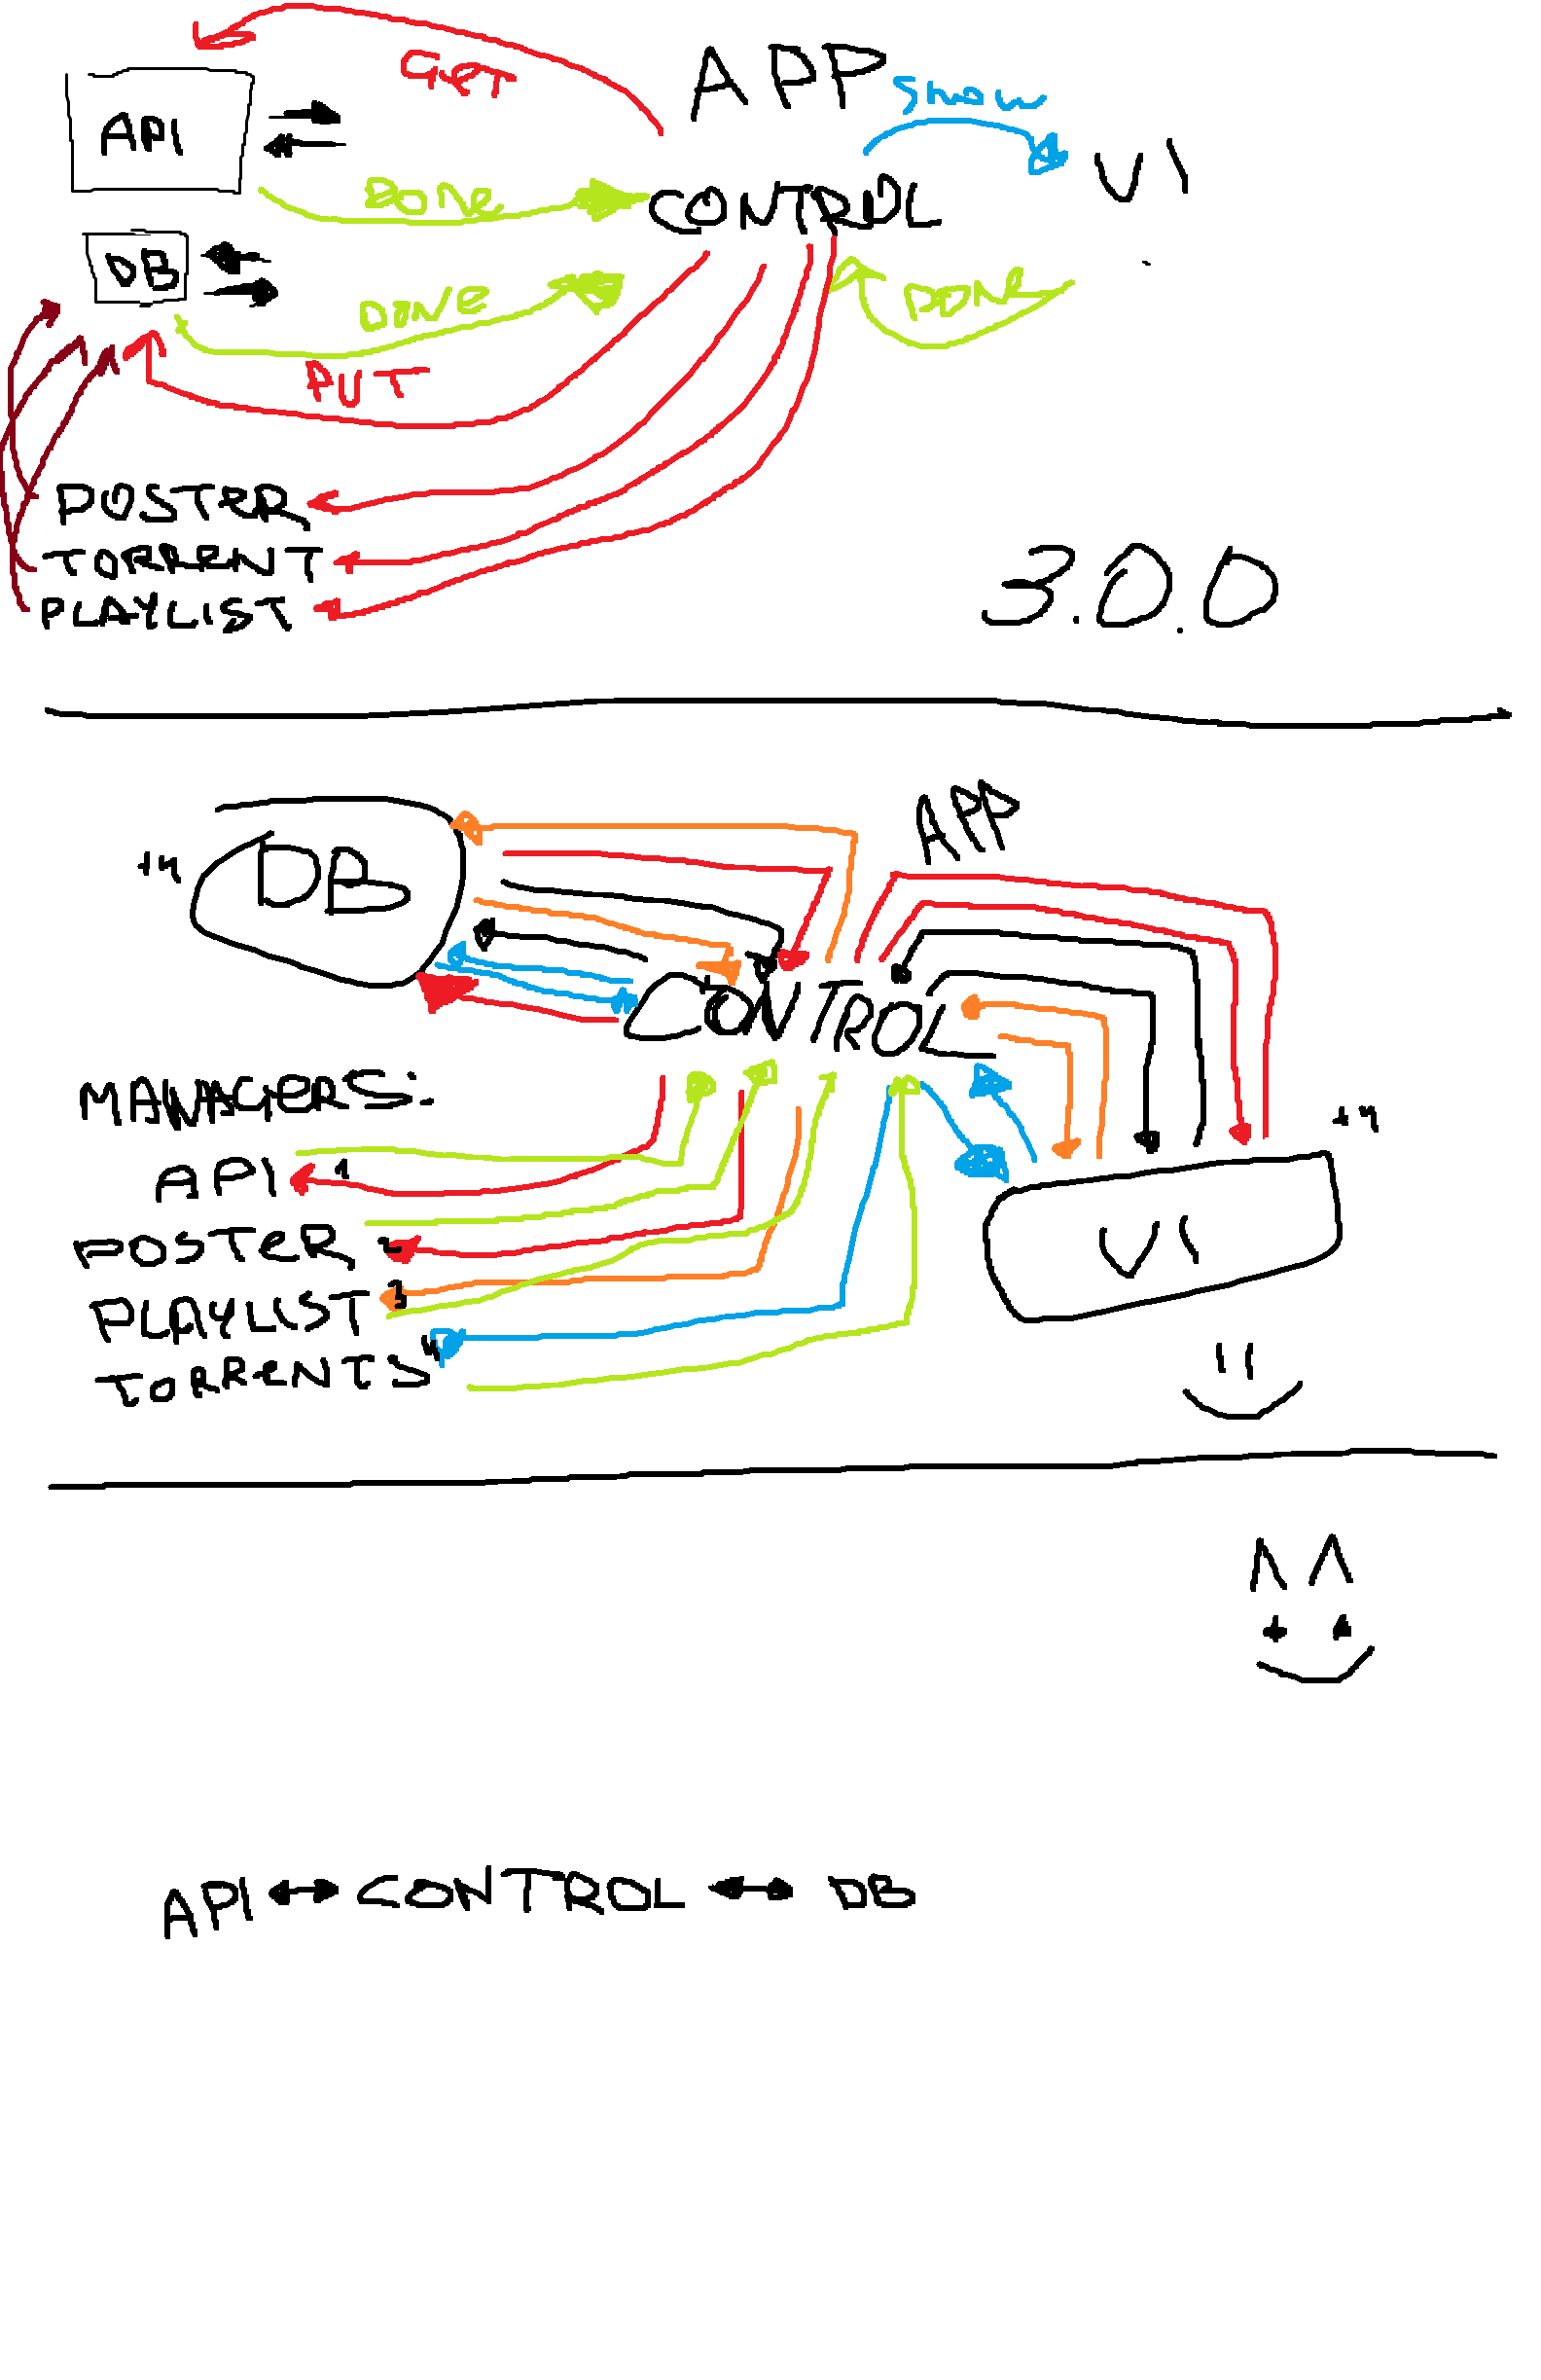 GET
APP
SHOW
API
UI
DONE
CONTROL
DB
DONE
DONE
PUT
POSTER
TORRENT
PLAYLIST
3.0.0
APP
+4
DB
CONTROL
MANAGERS:
+4
API 1
POSTER 2
UI
PLAYLIST 3
TORRENTS 4
API ↔ CONTROL ↔ DB